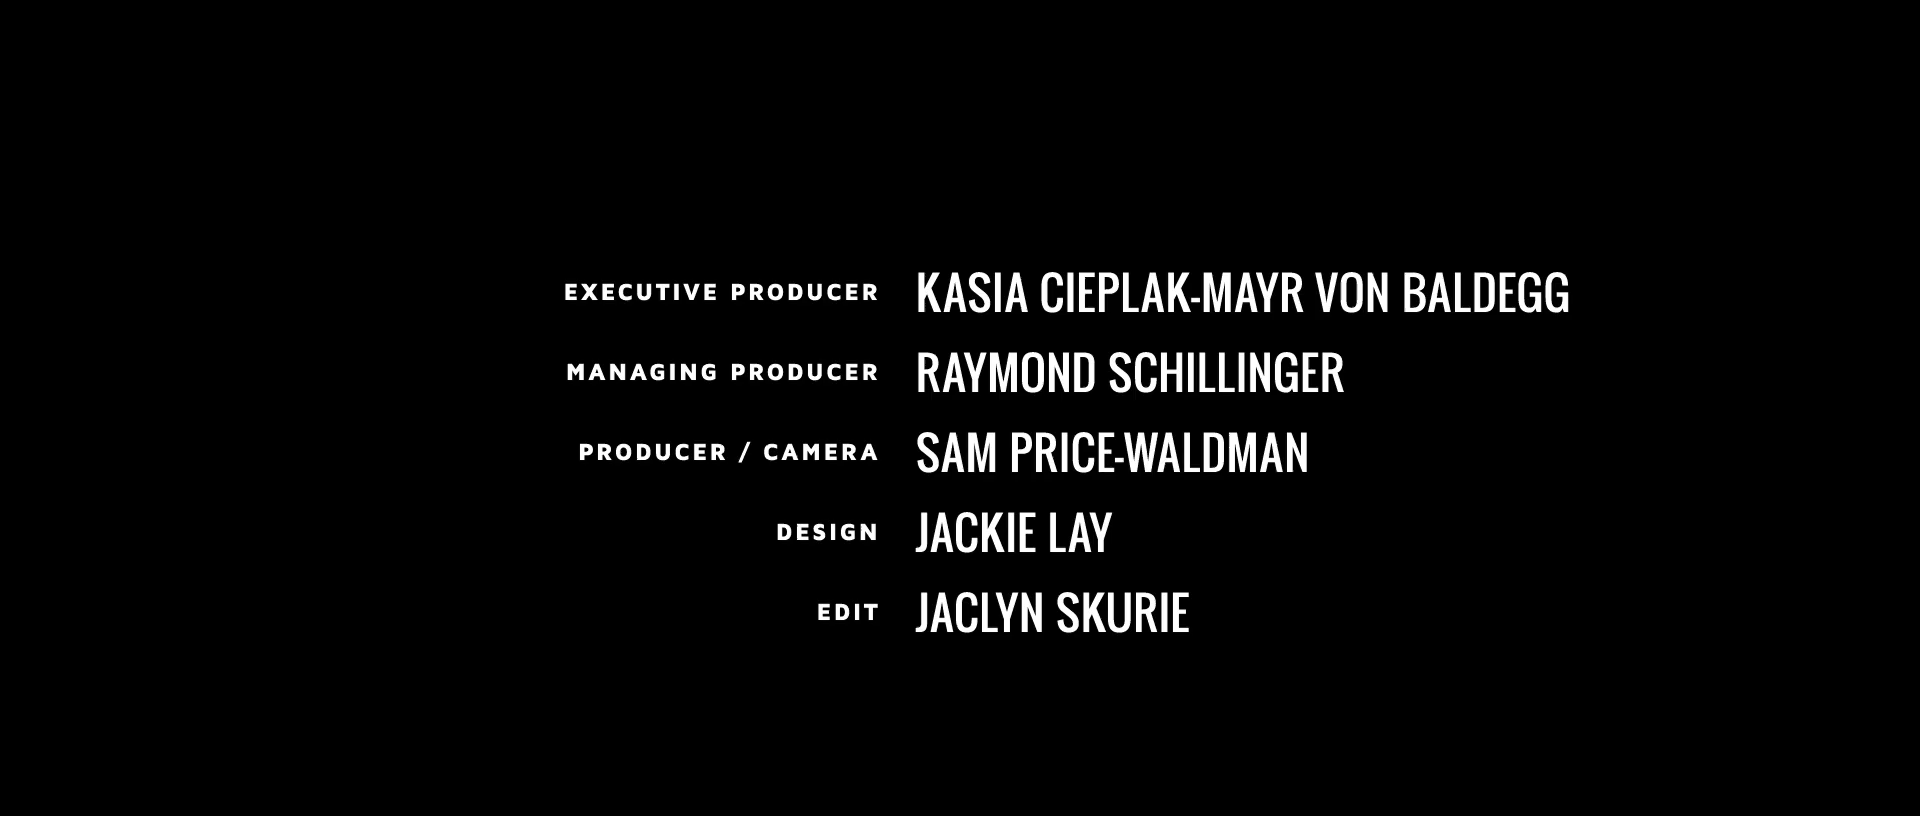 EXECUTIVE PRODUCER KASIA CIEPLAK-MAYR VON BALDEGG
MANAGING PRODUCER RAYMOND SCHILLINGER
PRODUCER / CAMERA SAM PRICE-WALDMAN
DESIGN JACKIE LAY
EDIT JACLYN SKURIE